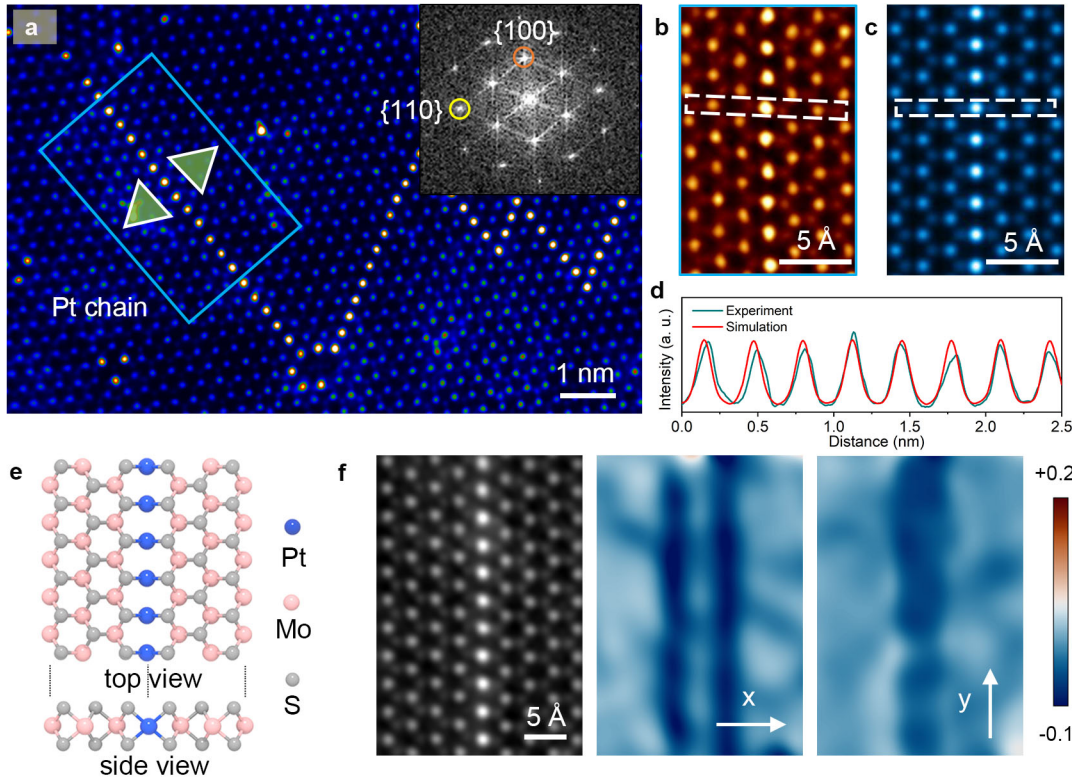 a
{100}
{110}
Pt chain
1 nm
b
5 Å
c
5 Å
d
Experiment
Simulation
Intensity (a. u.)
0.0 0.5 1.0 1.5 2.0 2.5
Distance (nm)
e
Pt
Mo
S
top view
side view
f
5 Å
x
y
+0.2
-0.1